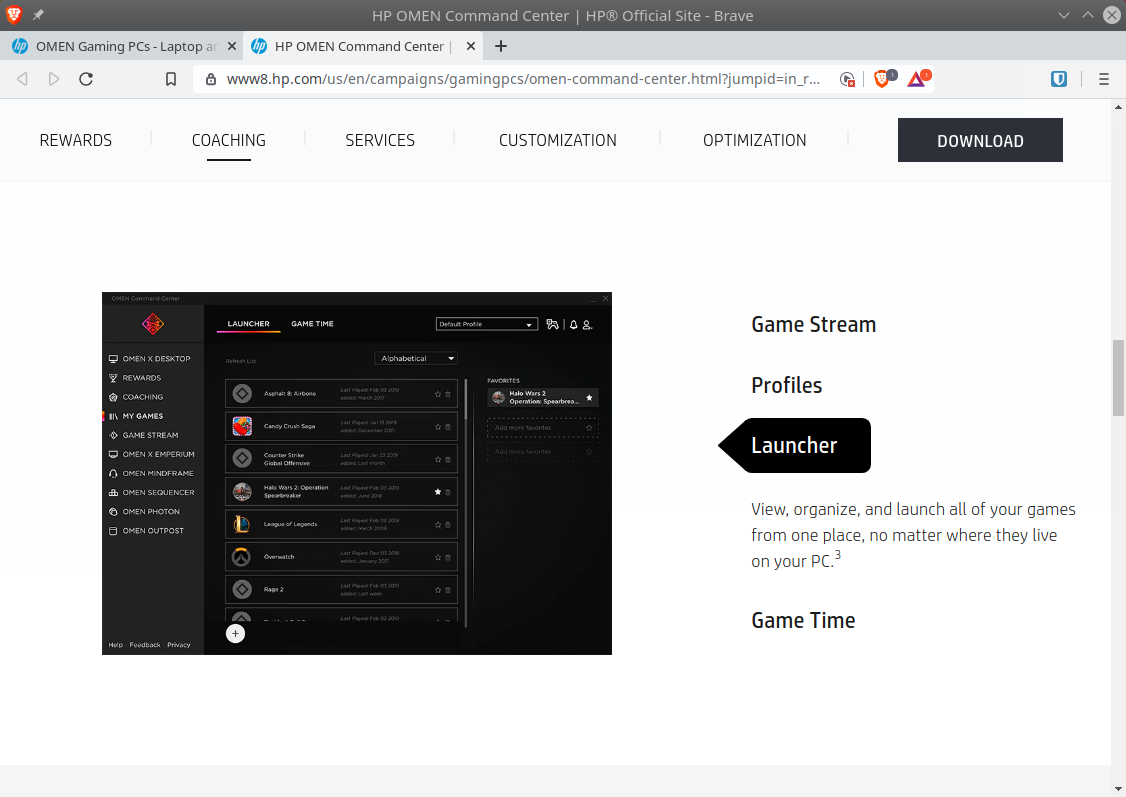 HP OMEN Command Center | HP® Official Site - Brave
OMEN Gaming PCs - Laptop an
HP OMEN Command Center |
www8.hp.com/us/en/campaigns/gamingpcs/omen-command-center.html?jumpid=in_r...
1
1
REWARDS
COACHING
SERVICES
CUSTOMIZATION
OPTIMIZATION
DOWNLOAD
OMEN Command Center
LAUNCHER
GAME TIME
Default Profile
OMEN X DESKTOP
REWARDS
COACHING
MY GAMES
GAME STREAM
OMEN X EMPERIUM
OMEN MINDFRAME
OMEN SEQUENCER
OMEN PHOTON
OMEN OUTPOST
Help
Feedback
Privacy
Refresh List
Alphabetical
Asphalt 8: Airbone
Last Played: Feb 03 2019
added: March 2017
Candy Crush Saga
Last Played: Jan 13 2019
added: December 2015
Counter Strike
Global Offensive
Last Played: Jan 23 2019
added: Last month
Halo Wars 2: Operation
Spearbreaker
Last Played: Feb 03 2019
added: June 2018
League of Legends
Last Played: Feb 03 2019
added: March 2009
Overwatch
Last Played: Dec 03 2018
added: January 2017
Rage 2
Last Played: Feb 03 2019
added: Last week
Last Played: Feb 03 2019
FAVORITES
Halo Wars 2
Operation: Spearbrea...
Add more favorites
Add more favorites
Game Stream
Profiles
Launcher
View, organize, and launch all of your games
from one place, no matter where they live
on your PC.3
Game Time